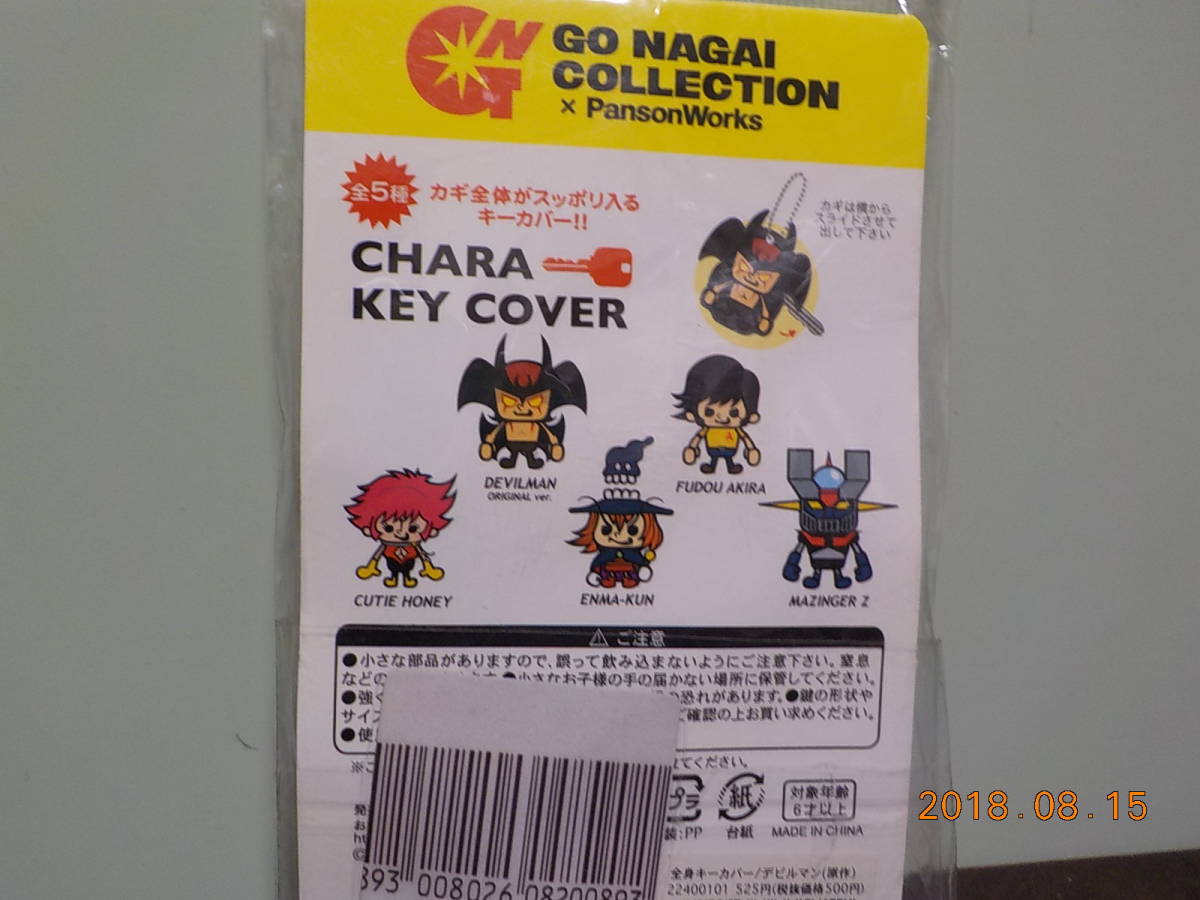 GO NAGAI
COLLECTION
× PansonWorks
全5種
カギ全体がスッポリ入る
キーカバー!!
カギは横から
スライドさせて
出して下さい
CHARA
KEY COVER
DEVILMAN
ORIGINAL ver.
FUDOU AKIRA
CUTIE HONEY
ENMA-KUN
MAZINGER Z
⚠ ご注意
●小さな部品がありますので、誤って飲み込まないようにご注意下さい。窒息
などの ●小さなお子様の手の届かない場所に保管してください。
●強く の恐れがあります。●鍵の形状や
サイズ ご確認の上お買い求めください。
●使
※こ てください。
プラ
紙
対象年齢
6才以上
装:PP
台紙
MADE IN CHINA
発
お
ht
©
893 008026 08200893
全身キーカバー/デビルマン(原作)
22400101 525円(税抜価格500円)
2018.08.15